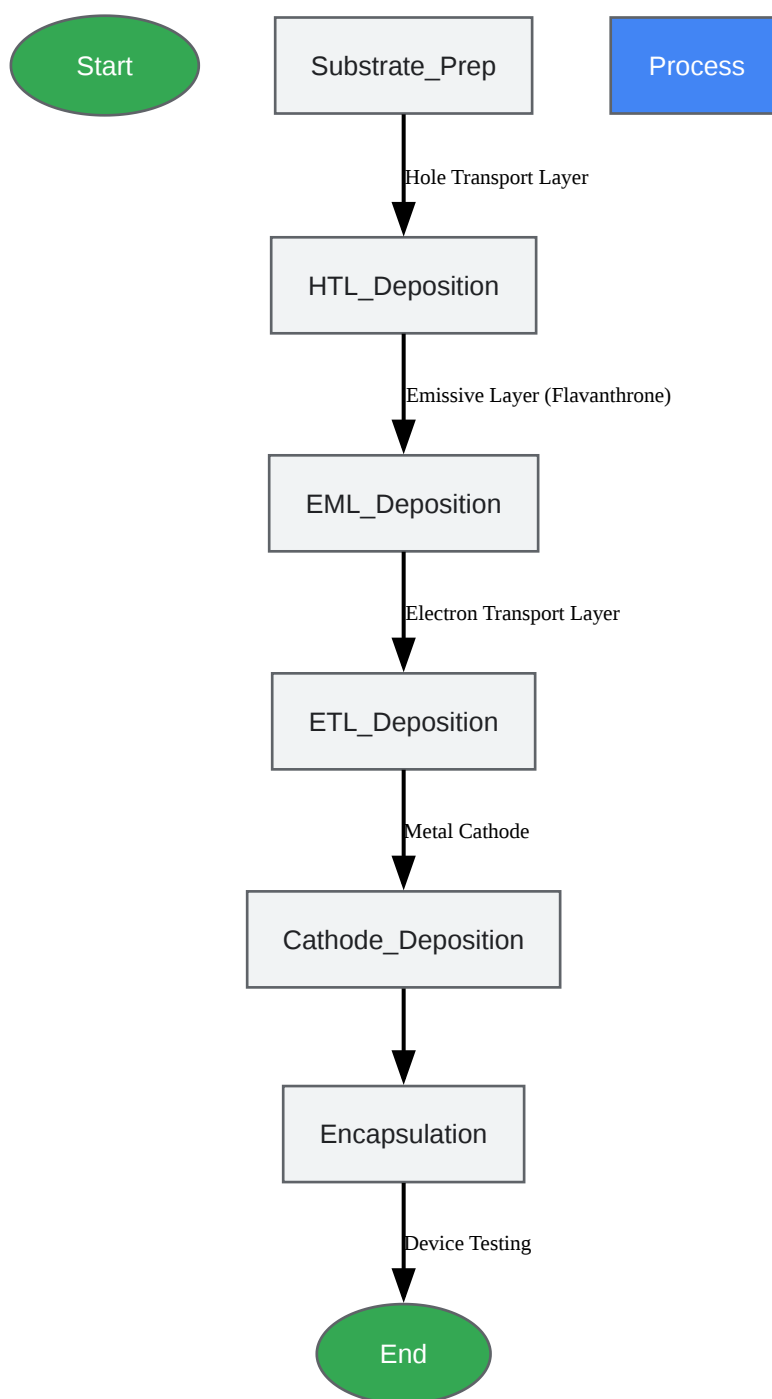 Start
Substrate_Prep
Process
Hole Transport Layer
HTL_Deposition
Emissive Layer (Flavanthrone)
EML_Deposition
Electron Transport Layer
ETL_Deposition
Metal Cathode
Cathode_Deposition
Encapsulation
Device Testing
End